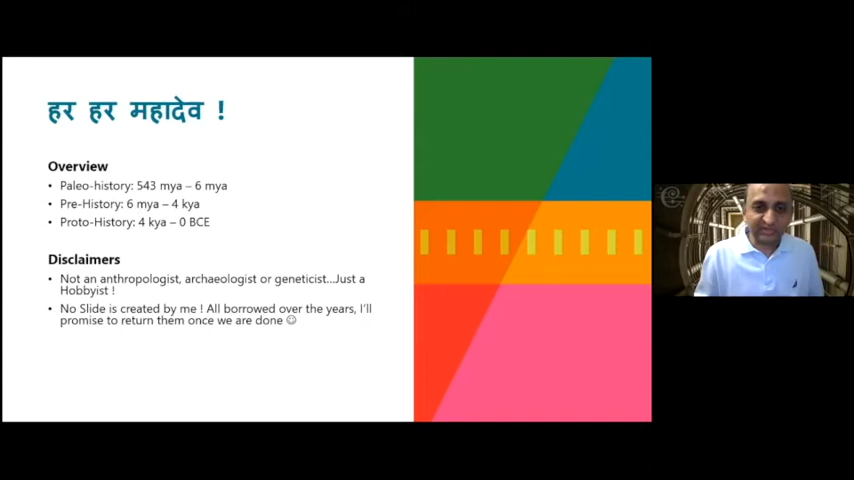 हर हर महादेव !
Overview
• Paleo-history: 543 mya – 6 mya
• Pre-History: 6 mya – 4 kya
• Proto-History: 4 kya – 0 BCE
Disclaimers
• Not an anthropologist, archaeologist or geneticist...Just a
Hobbyist !
• No Slide is created by me ! All borrowed over the years, I'll
promise to return them once we are done ☺